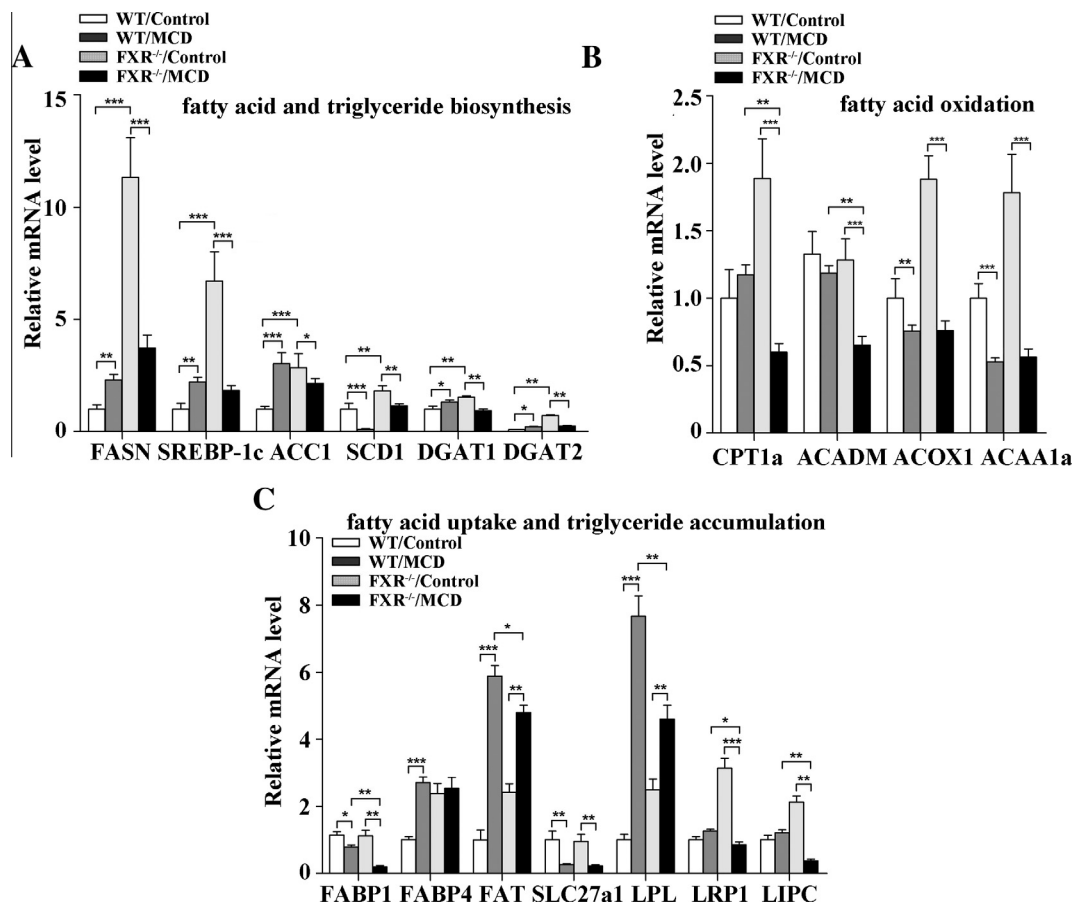 A
WT/Control
WT/MCD
FXR-/-/Control
FXR-/-/MCD
fatty acid and triglyceride biosynthesis
Relative mRNA level
15
10
5
0
***
***
***
***
**
**
***
***
*
**
***
**
**
*
**
**
*
**
FASN SREBP-1c ACC1 SCD1 DGAT1 DGAT2
B
WT/Control
WT/MCD
FXR-/-/Control
FXR-/-/MCD
fatty acid oxidation
Relative mRNA level
2.5
2.0
1.5
1.0
0.5
0
**
***
**
***
***
**
***
***
CPT1a ACADM ACOX1 ACAA1a
C
fatty acid uptake and triglyceride accumulation
WT/Control
WT/MCD
FXR-/-/Control
FXR-/-/MCD
Relative mRNA level
10
8
6
4
2
0
**
*
**
***
*
***
**
**
**
**
***
**
*
***
**
**
FABP1 FABP4 FAT SLC27a1 LPL LRP1 LIPC